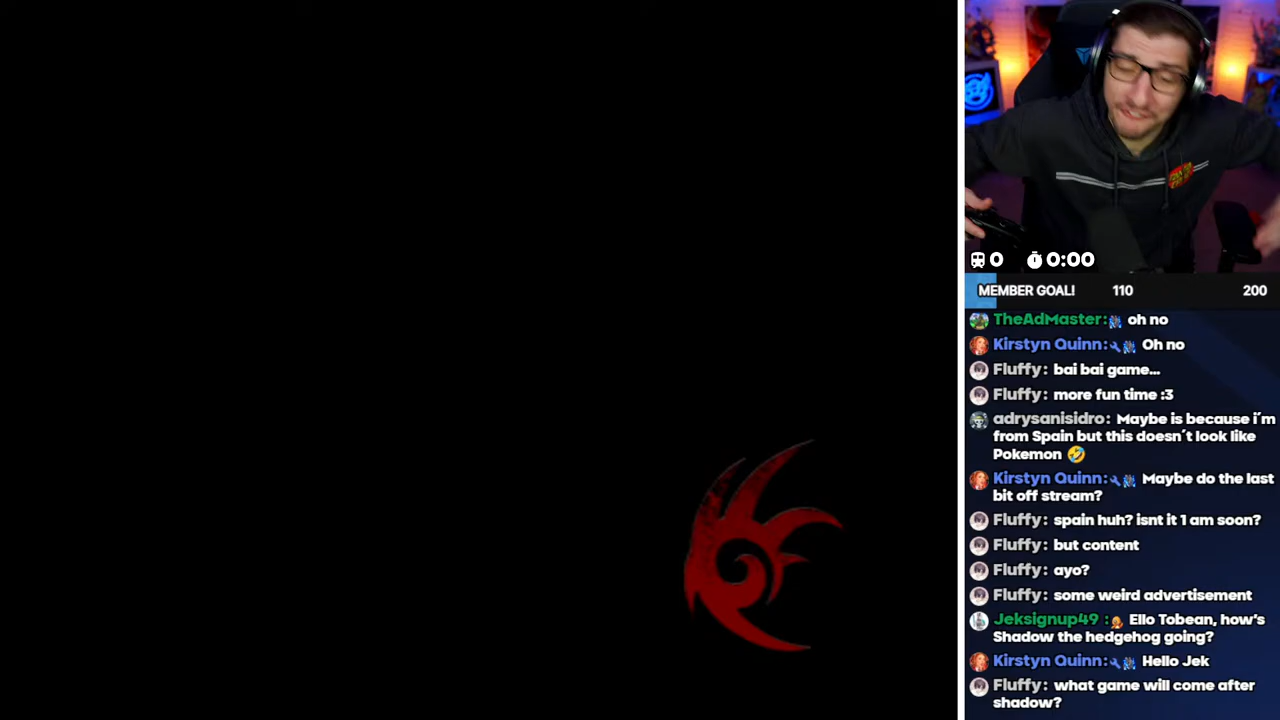 0 0:00
MEMBER GOAL! 110 200
TheAdMaster: oh no
Kirstyn Quinn: Oh no
Fluffy: bai bai game...
Fluffy: more fun time :3
adrysanisidro: Maybe is because i´m
from Spain but this doesn´t look like
Pokemon 🤣
Kirstyn Quinn: Maybe do the last
bit off stream?
Fluffy: spain huh? isnt it 1 am soon?
Fluffy: but content
Fluffy: ayo?
Fluffy: some weird advertisement
Jeksignup49 : Ello Tobean, how's
Shadow the hedgehog going?
Kirstyn Quinn: Hello Jek
Fluffy: what game will come after
shadow?